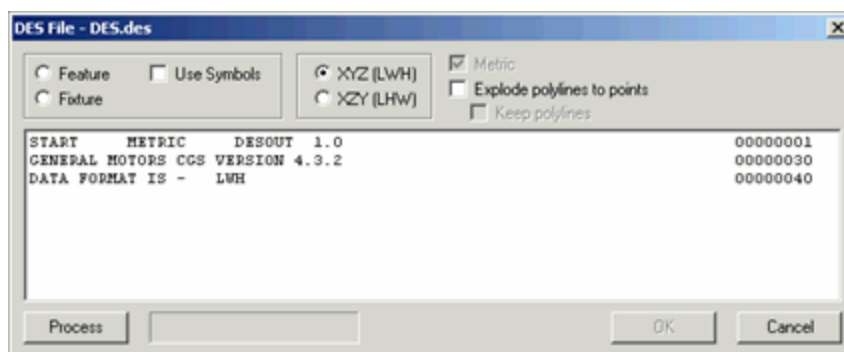 DES File - DES.des
Feature
Use Symbols
Fixture
XYZ (LWH)
XZY (LHW)
Metric
Explode polylines to points
Keep polylines
START METRIC DESOUT 1.0 00000001
GENERAL MOTORS CGS VERSION 4.3.2 00000030
DATA FORMAT IS - LWH 00000040
Process
OK
Cancel